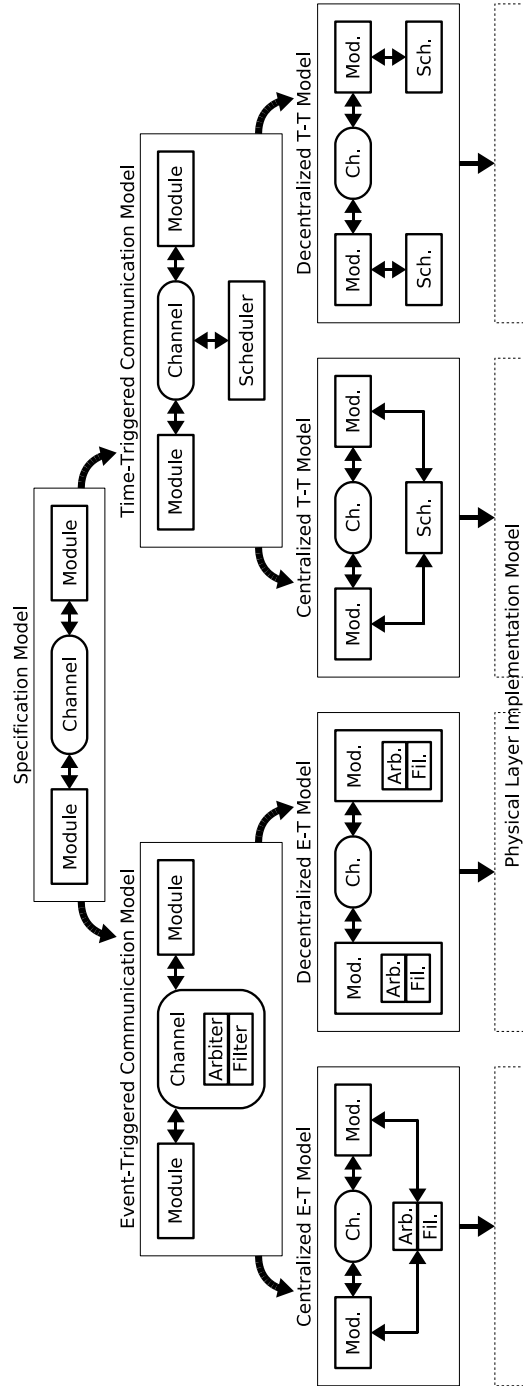 Specification Model
Module
Channel
Module
Event-Triggered Communication Model
Module
Channel
Arbiter
Filter
Module
Time-Triggered Communication Model
Module
Channel
Module
Scheduler
Centralized E-T Model
Mod.
Ch.
Mod.
Arb.
Fil.
Decentralized E-T Model
Mod.
Arb.
Fil.
Ch.
Mod.
Arb.
Fil.
Centralized T-T Model
Mod.
Ch.
Mod.
Sch.
Decentralized T-T Model
Mod.
Ch.
Mod.
Sch.
Sch.
Physical Layer Implementation Model